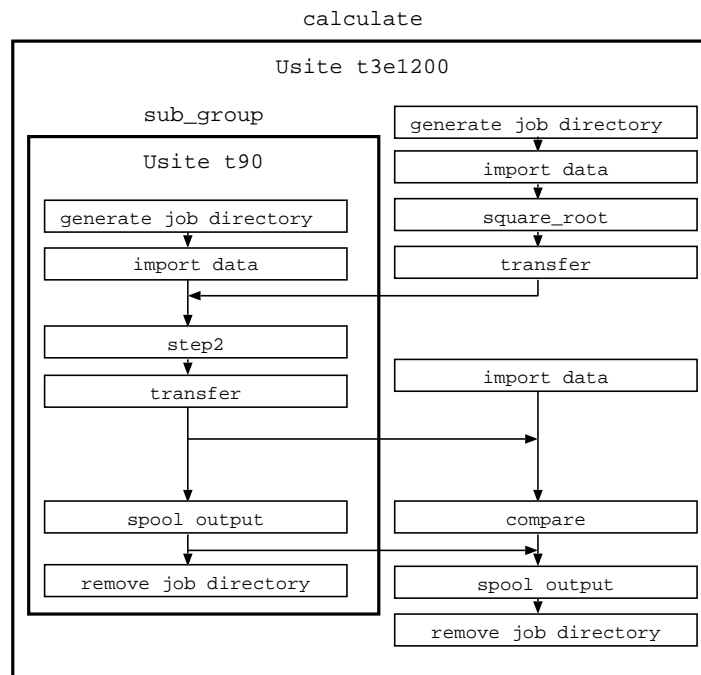 calculate
Usite t3e1200
sub_group
Usite t90
generate job directory
import data
step2
transfer
spool output
remove job directory
generate job directory
import data
square_root
transfer
import data
compare
spool output
remove job directory